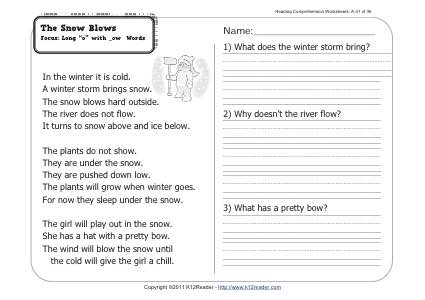 Reading Comprehension Worksheets: A-21 of 36
The Snow Blows
Focus: Long "o" with _ow Words
In the winter it is cold.
A winter storm brings snow.
The snow blows hard outside.
The river does not flow.
It turns to snow above and ice below.
The plants do not show.
They are under the snow.
They are pushed down low.
The plants will grow when winter goes.
For now they sleep under the snow.
The girl will play out in the snow.
She has a hat with a pretty bow.
The wind will blow the snow until
the cold will give the girl a chill.
Name:
1) What does the winter storm bring?
2) Why doesn't the river flow?
3) What has a pretty bow?
Copyright ©2011 K12Reader - http://www.k12reader.com